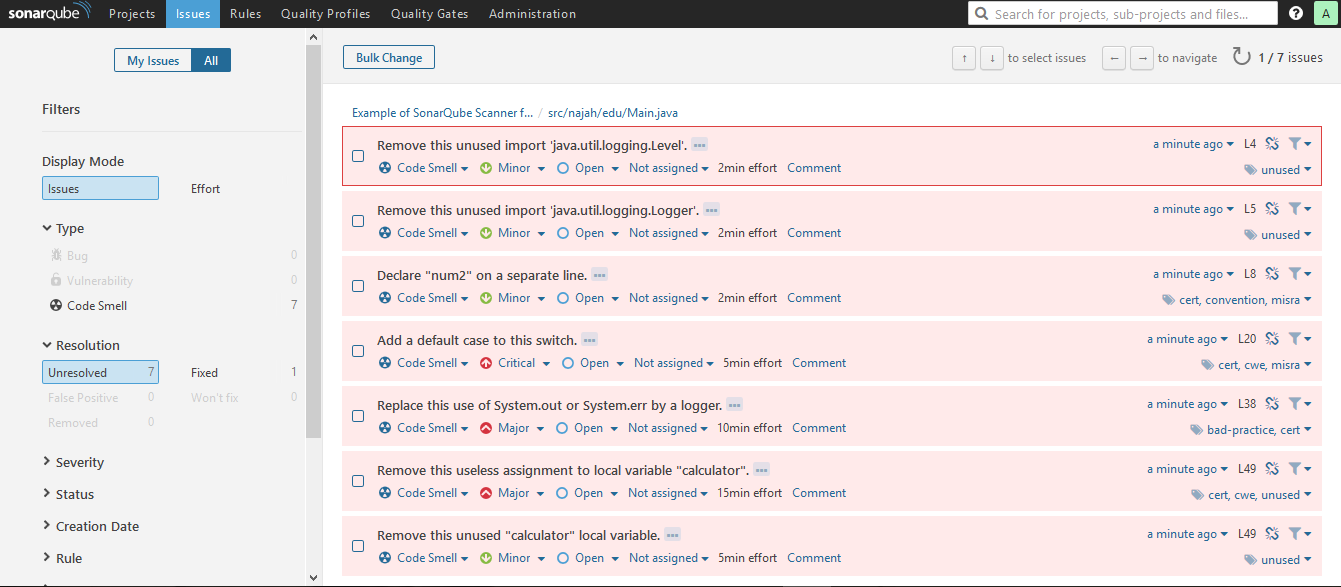 sonarqube Projects Issues Rules Quality Profiles Quality Gates Administration Search for projects, sub-projects and files... ? A
My Issues All
Bulk Change ↑ ↓ to select issues ← → to navigate 1 / 7 issues
Filters
Display Mode
Issues Effort
Type
Bug 0
Vulnerability 0
Code Smell 7
Resolution
Unresolved 7 Fixed 1
False Positive 0 Won't fix 0
Removed 0
Severity
Status
Creation Date
Rule
Example of SonarQube Scanner f... / src/najah/edu/Main.java
Remove this unused import 'java.util.logging.Level'. a minute ago L4
Code Smell Minor Open Not assigned 2min effort Comment unused
Remove this unused import 'java.util.logging.Logger'. a minute ago L5
Code Smell Minor Open Not assigned 2min effort Comment unused
Declare "num2" on a separate line. a minute ago L8
Code Smell Minor Open Not assigned 2min effort Comment cert, convention, misra
Add a default case to this switch. a minute ago L20
Code Smell Critical Open Not assigned 5min effort Comment cert, cwe, misra
Replace this use of System.out or System.err by a logger. a minute ago L38
Code Smell Major Open Not assigned 10min effort Comment bad-practice, cert
Remove this useless assignment to local variable "calculator". a minute ago L49
Code Smell Major Open Not assigned 15min effort Comment cert, cwe, unused
Remove this unused "calculator" local variable. a minute ago L49
Code Smell Minor Open Not assigned 5min effort Comment unused